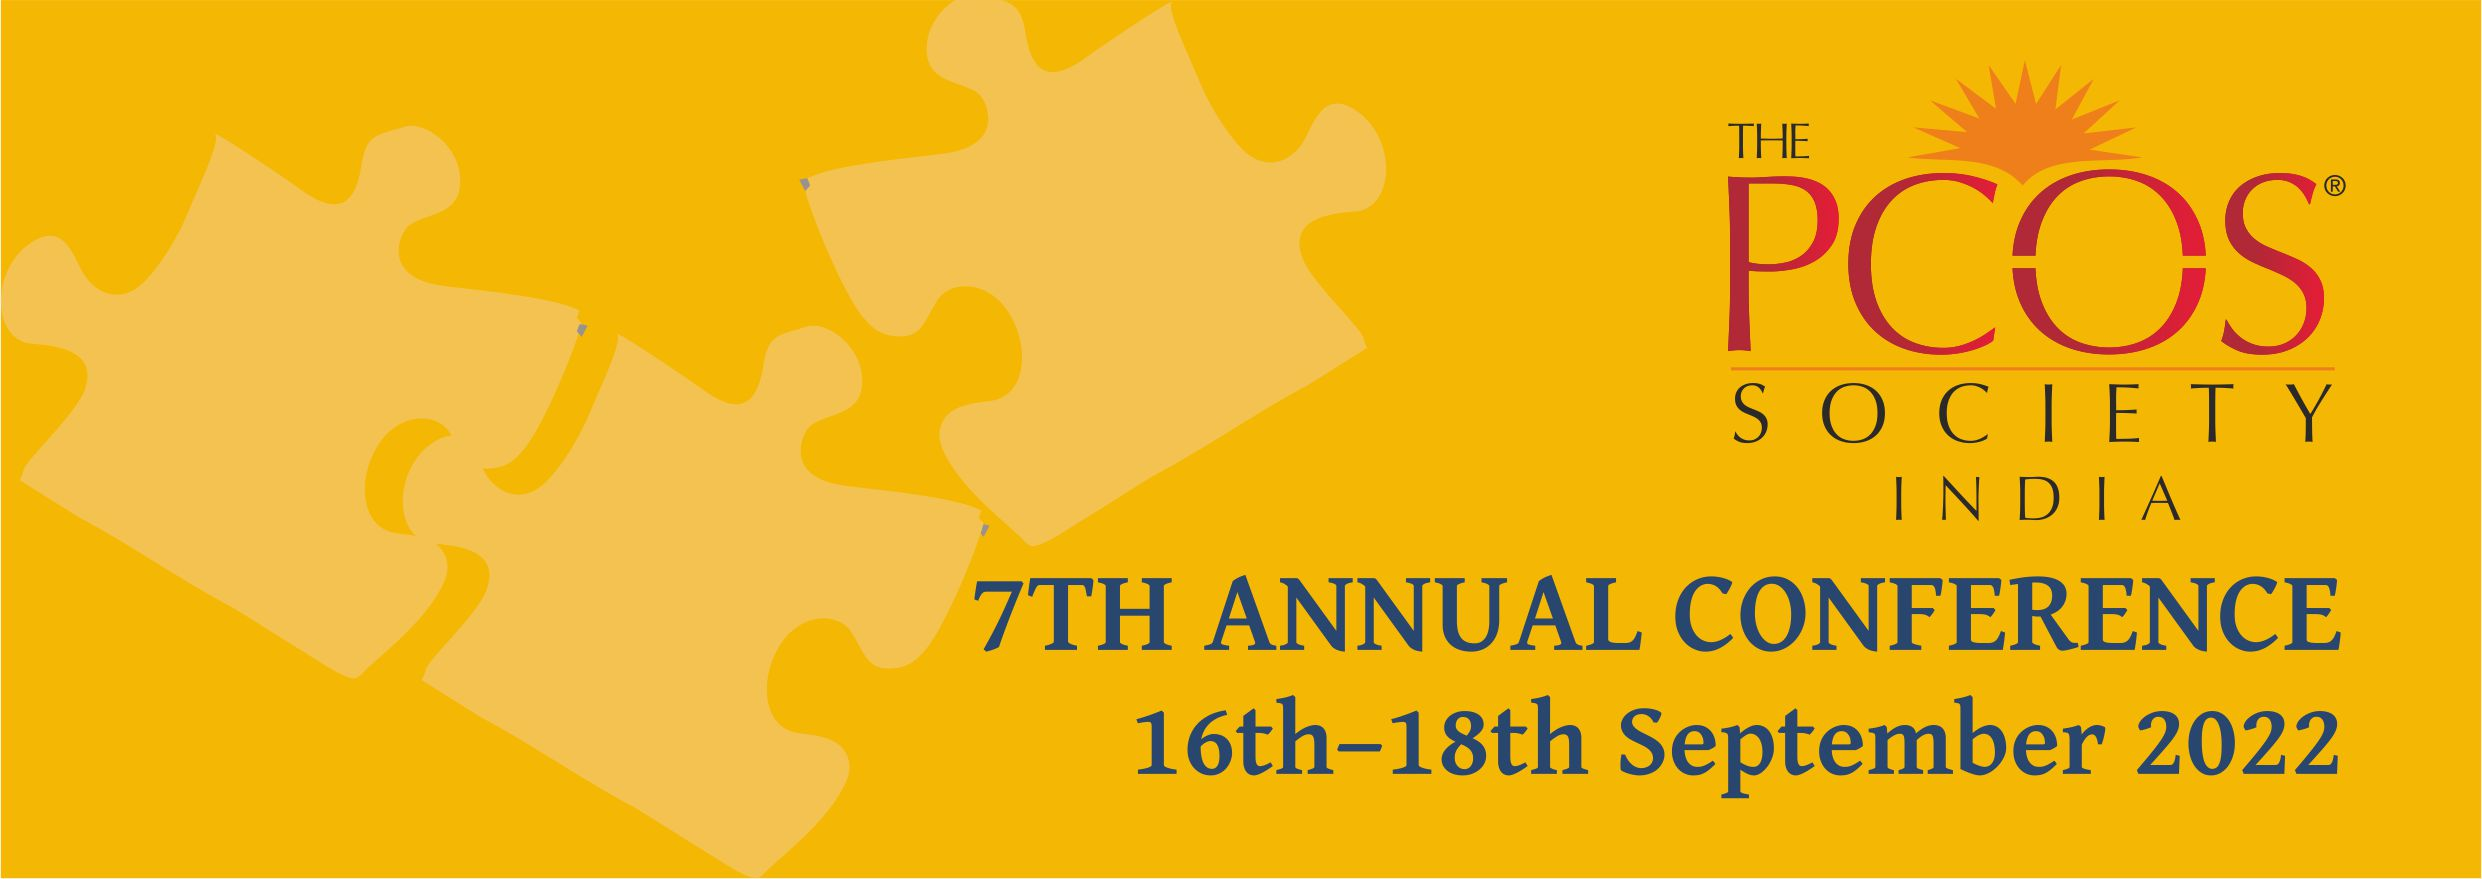 THE
PCOS®
SOCIETY
INDIA
7TH ANNUAL CONFERENCE
16th–18th September 2022